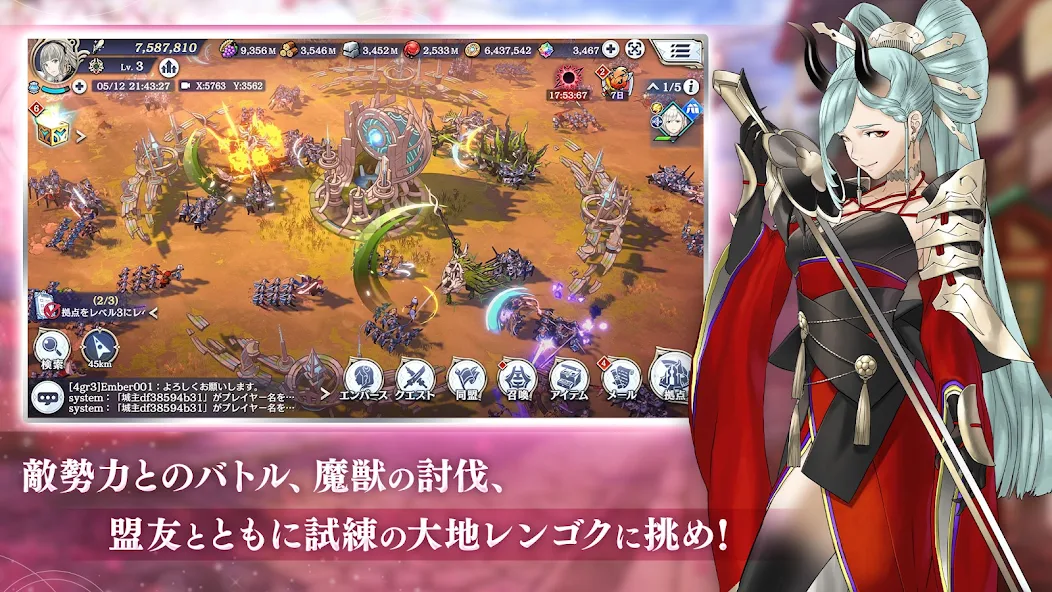 7,587,810
9,356M
3,546M
3,452M
2,533M
6,437,542
3,467
Lv. 3
05/12 21:43:27
X:5763 Y:3562
17:53:67
2
7日
1/5
6
(2/3)
拠点をレベル3にレ
検索
45km
エンパース
クエスト
同盟
召喚
アイテム
メール
拠点
[4gr3]Ember001：よろしくお願いします。
system：「城主df38594b31」がプレイヤー名を…
system：「城主df38594b31」がプレイヤー名を…
敵勢力とのバトル、魔獣の討伐、
盟友とともに試練の大地レンゴクに挑め！